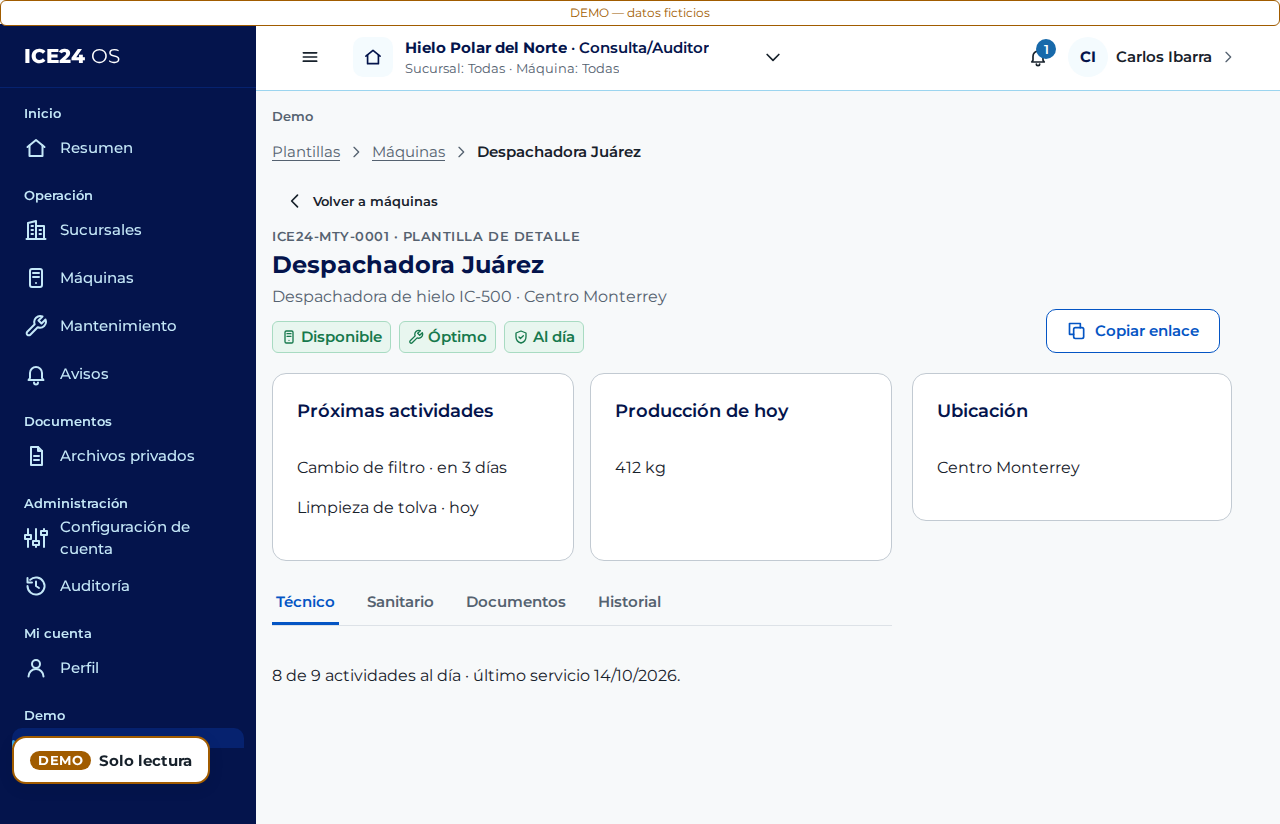 DEMO — datos ficticios
ICE24 OS
Inicio
Resumen
Operación
Sucursales
Máquinas
Mantenimiento
Avisos
Documentos
Archivos privados
Administración
Configuración de
cuenta
Auditoría
Mi cuenta
Perfil
Demo
DEMO Solo lectura
Hielo Polar del Norte · Consulta/Auditor
Sucursal: Todas · Máquina: Todas
1
CI Carlos Ibarra
Demo
Plantillas > Máquinas > Despachadora Juárez
Volver a máquinas
ICE24-MTY-0001 · PLANTILLA DE DETALLE
Despachadora Juárez
Despachadora de hielo IC-500 · Centro Monterrey
Disponible Óptimo Al día
Copiar enlace
Próximas actividades
Cambio de filtro · en 3 días
Limpieza de tolva · hoy
Producción de hoy
412 kg
Ubicación
Centro Monterrey
Técnico Sanitario Documentos Historial
8 de 9 actividades al día · último servicio 14/10/2026.